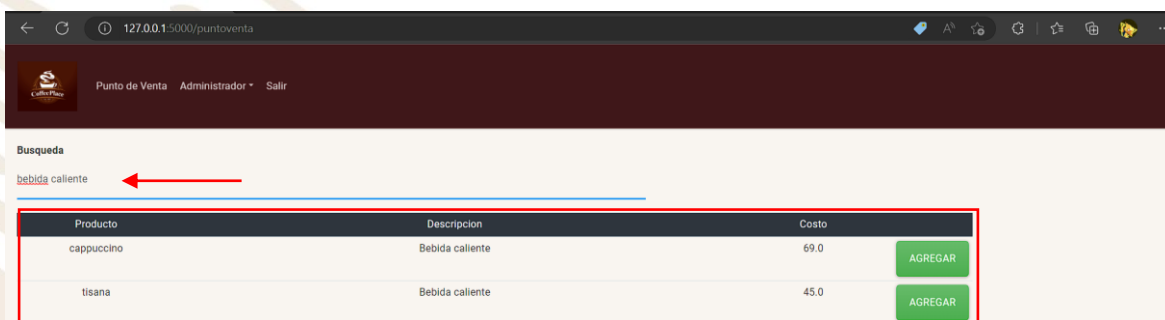 127.0.0.1:5000/puntoventa
Coffee Place
Punto de Venta Administrador Salir
Busqueda
bebida caliente
Producto Descripcion Costo
cappuccino Bebida caliente 69.0 AGREGAR
tisana Bebida caliente 45.0 AGREGAR